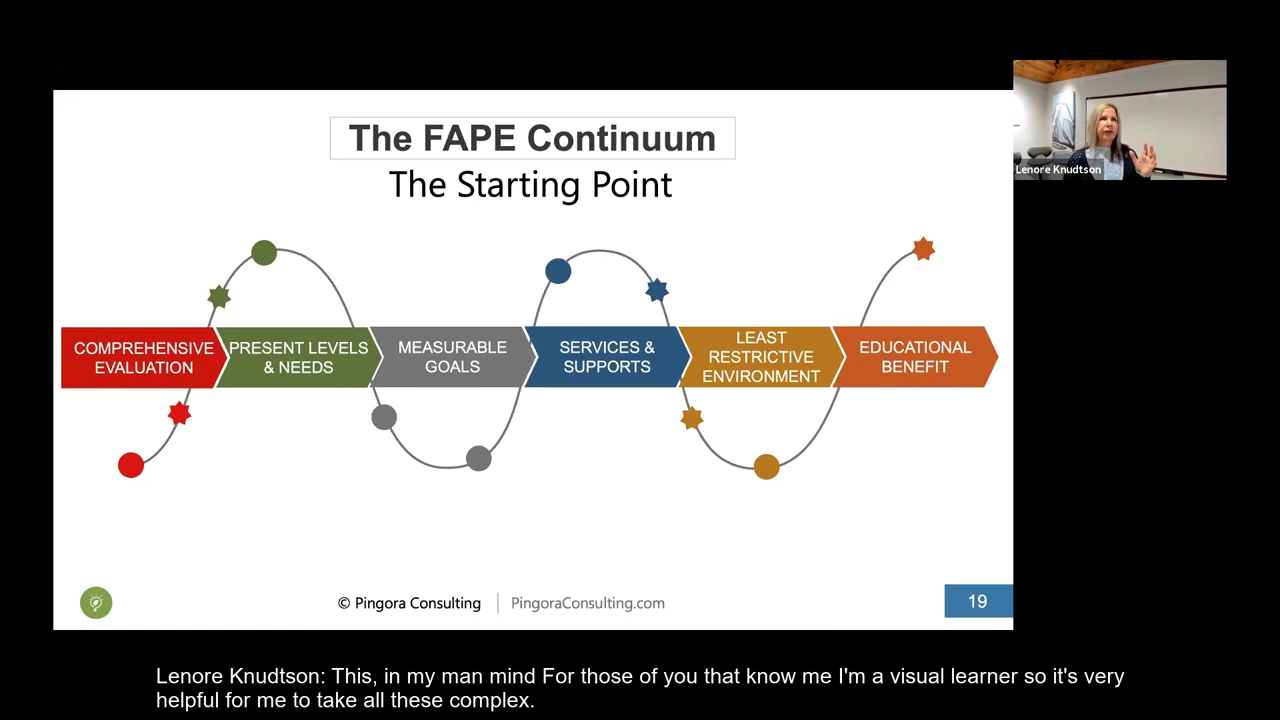 The FAPE Continuum
The Starting Point
Lenore Knudtson
COMPREHENSIVE
EVALUATION
PRESENT LEVELS
& NEEDS
MEASURABLE
GOALS
SERVICES &
SUPPORTS
LEAST
RESTRICTIVE
ENVIRONMENT
EDUCATIONAL
BENEFIT
© Pingora Consulting
PingoraConsulting.com
19
Lenore Knudtson: This, in my man mind For those of you that know me I'm a visual learner so it's very
helpful for me to take all these complex.